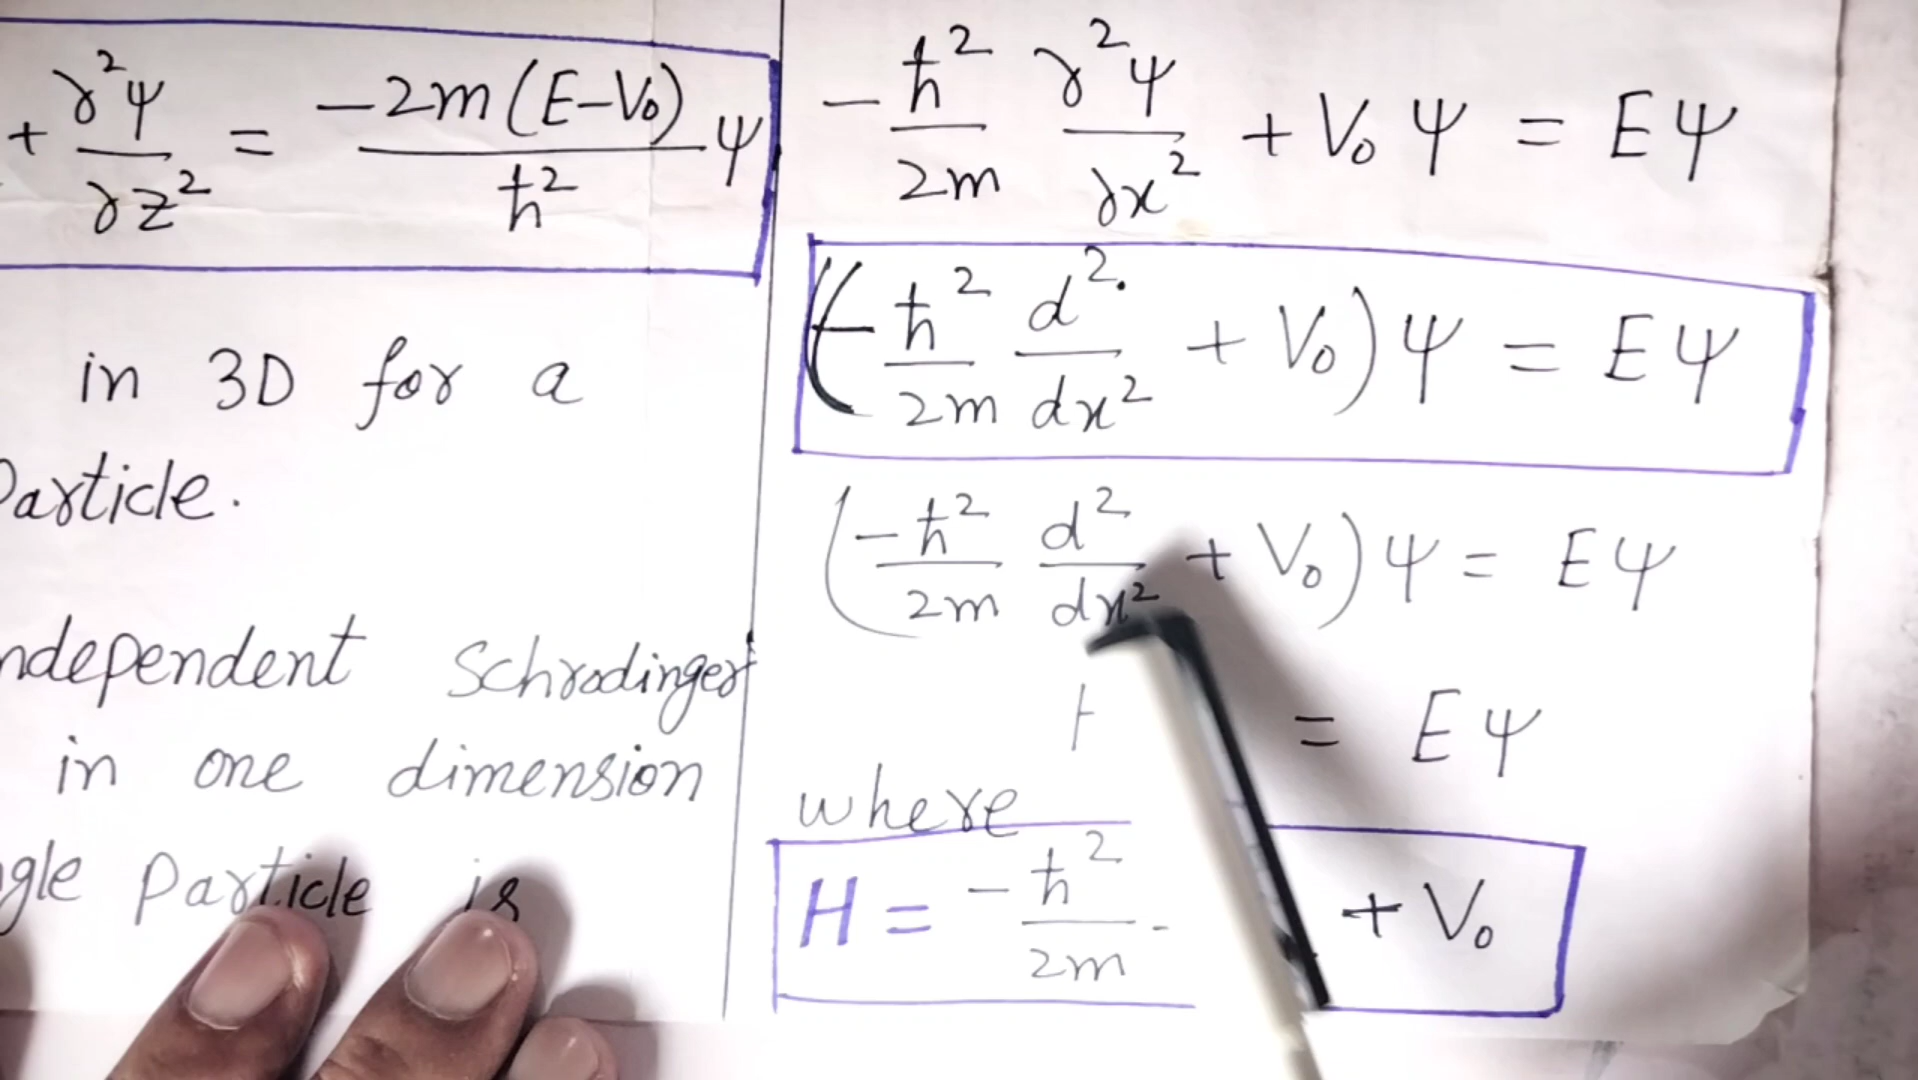 + ∂²ψ/∂z² = -2m(E-V₀)/ħ² ψ
in 3D for a
Particle.
ndependent Schrodinger
in one dimension
gle Particle is
-ħ²/2m ∂²ψ/∂x² + V₀ψ = Eψ
(-ħ²/2m d²/dx² + V₀)ψ = Eψ
(-ħ²/2m d²/dx² + V₀)ψ = Eψ
= Eψ
where
H = -ħ²/2m + V₀